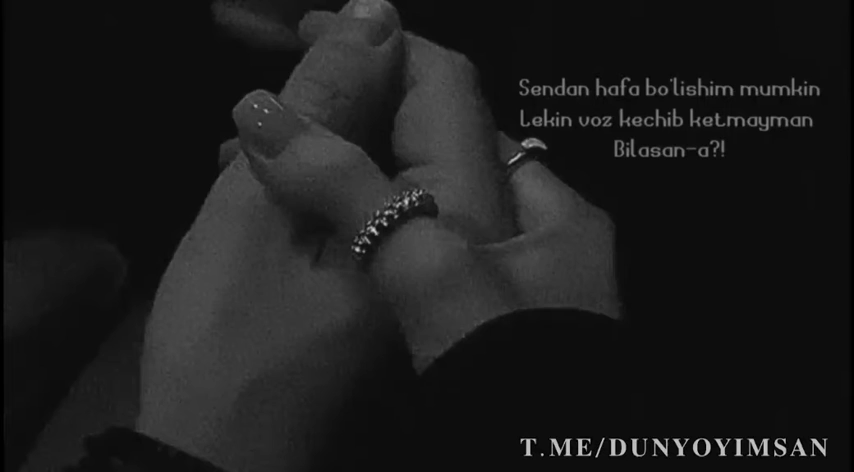 Sendan hafa bo'lishim mumkin
Lekin voz kechib ketmayman
Bilasan-a?!
T.ME/DUNYOYIMSAN